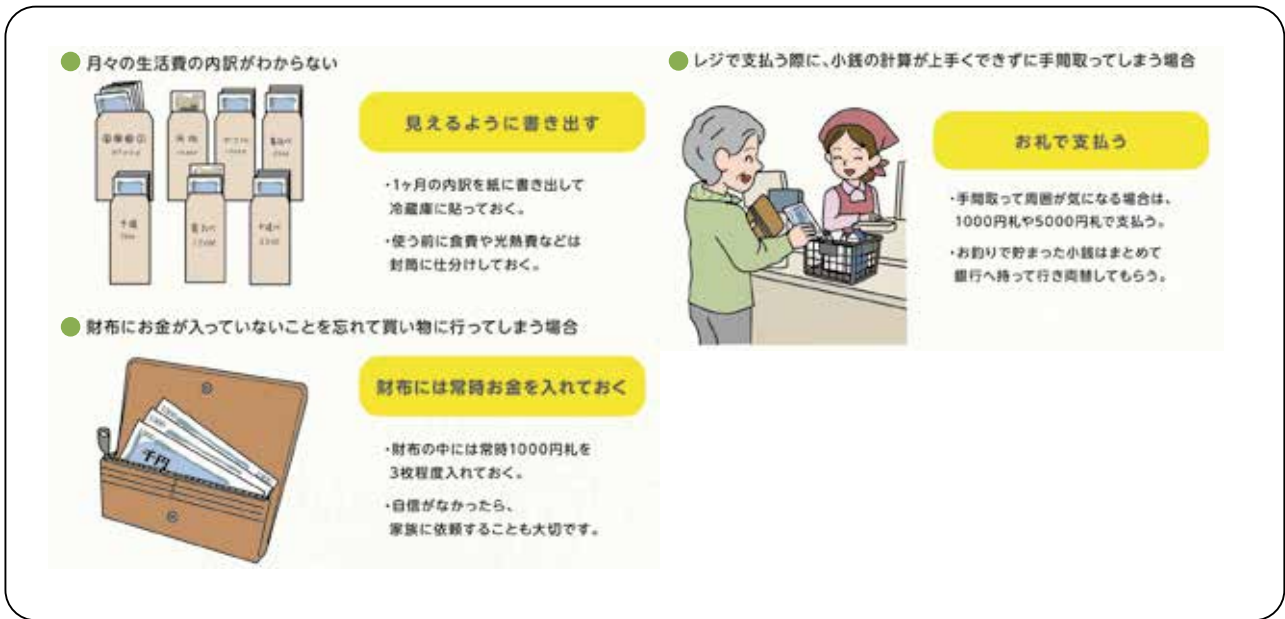 月々の生活費の内訳がわからない
見えるように書き出す
・1ヶ月の内訳を紙に書き出して
冷蔵庫に貼っておく。
・使う前に食費や光熱費などは
封筒に仕分けしておく。
財布にお金が入っていないことを忘れて買い物に行ってしまう場合
千円
財布には常時お金を入れておく
・財布の中には常時1000円札を
3枚程度入れておく。
・自信がなかったら、
家族に依頼することも大切です。
レジで支払う際に、小銭の計算が上手くできずに手間取ってしまう場合
お札で支払う
・手間取って周囲が気になる場合は、
1000円札や5000円札で支払う。
・お釣りで貯まった小銭はまとめて
銀行へ持って行き両替してもらう。